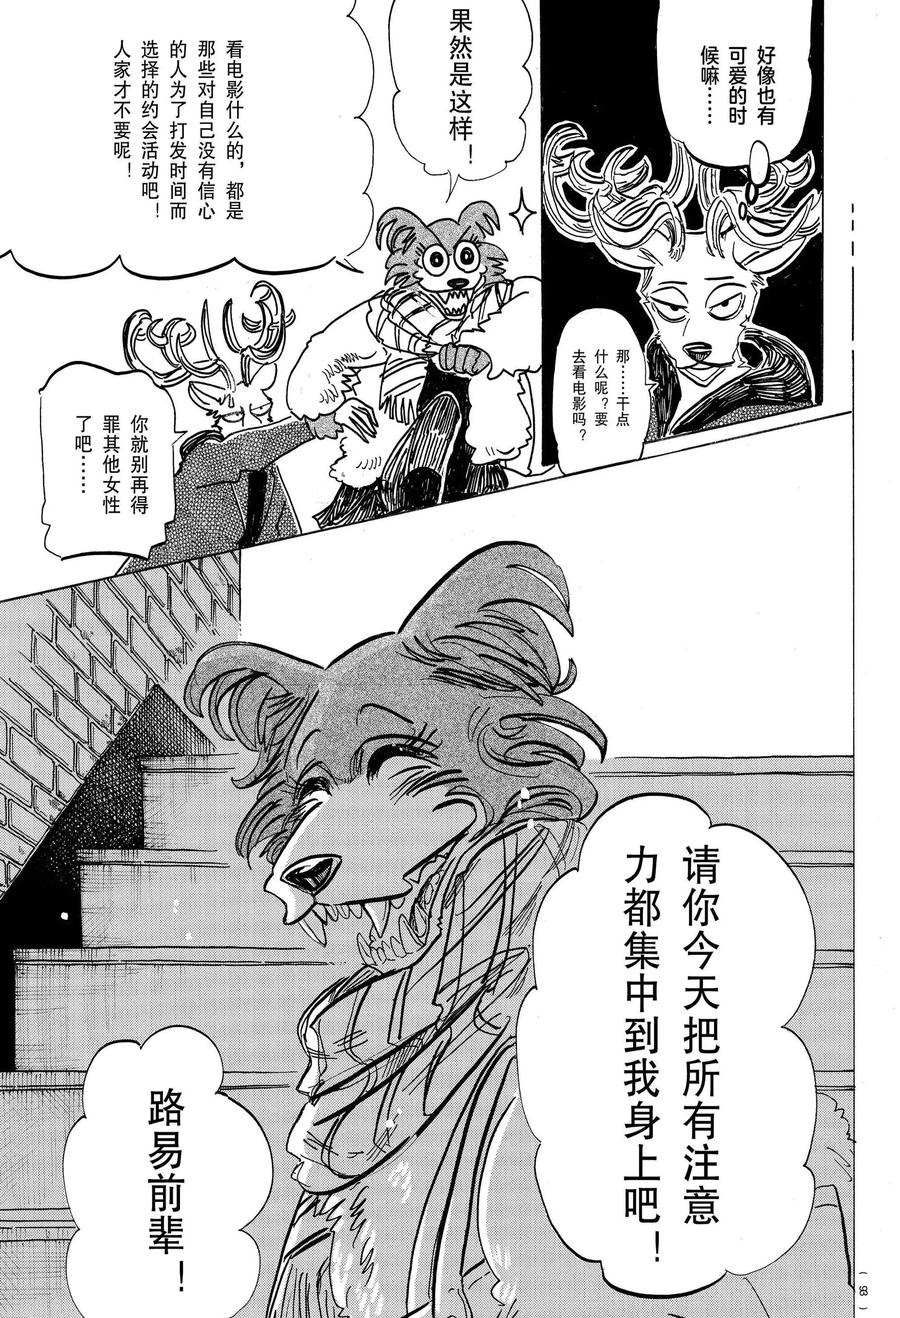 好像也有
可爱的时
候嘛……
那……干点
什么呢？要
去看电影吗？
果然是这样！
看电影什么的，都是
那些对自己没有信心
的人为了打发时间而
选择的约会活动吧！
人家才不要呢！
你就别再得
罪其他女性
了吧……
请你今天把所有注意
力都集中到我身上吧！
路易前辈！